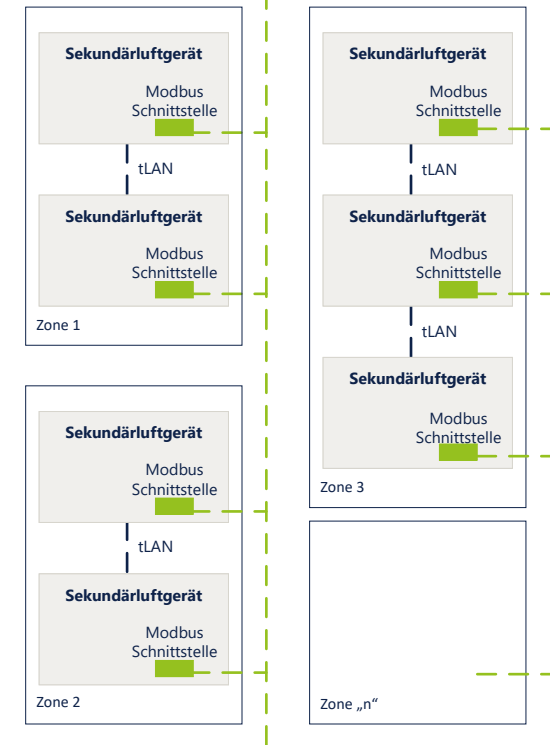 Sekundärluftgerät
Modbus
Schnittstelle
tLAN
Sekundärluftgerät
Modbus
Schnittstelle
Zone 1
Sekundärluftgerät
Modbus
Schnittstelle
tLAN
Sekundärluftgerät
Modbus
Schnittstelle
Zone 2
Sekundärluftgerät
Modbus
Schnittstelle
tLAN
Sekundärluftgerät
Modbus
Schnittstelle
tLAN
Sekundärluftgerät
Modbus
Schnittstelle
Zone 3
Zone „n“